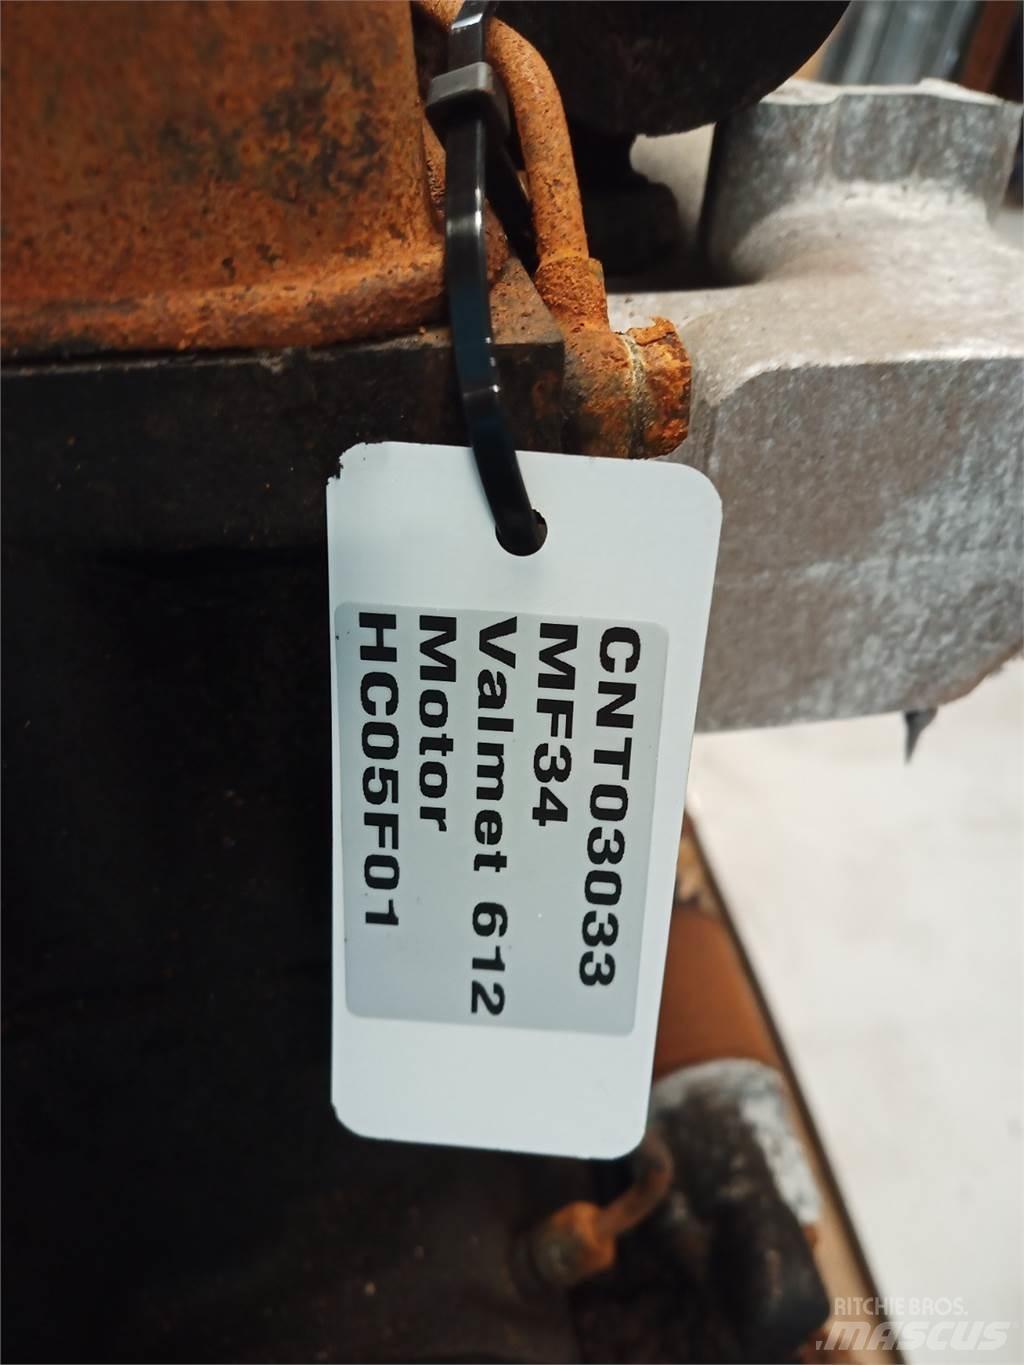 CNT03033
MF34
Valmet 612
Motor
HC05F01
RITCHIE BROS.
MASCUS